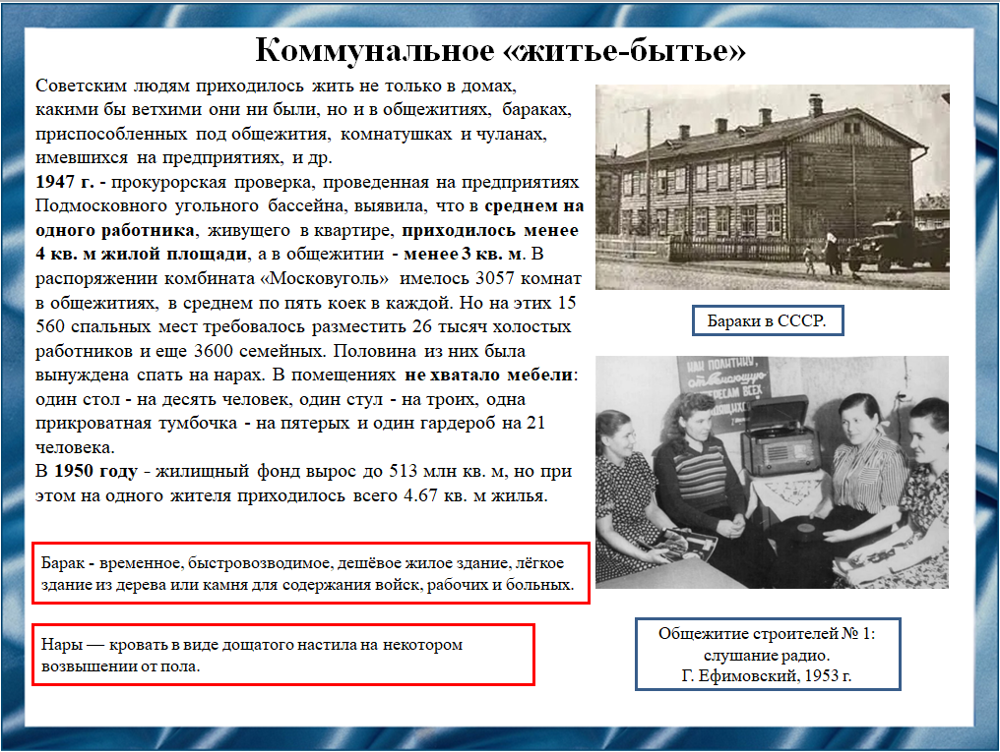 Коммунальное «житье-бытье»
Советским людям приходилось жить не только в домах,
какими бы ветхими они ни были, но и в общежитиях, бараках,
приспособленных под общежития, комнатушках и чуланах,
имевшихся на предприятиях, и др.
1947 г. - прокурорская проверка, проведенная на предприятиях
Подмосковного угольного бассейна, выявила, что в среднем на
одного работника, живущего в квартире, приходилось менее
4 кв. м жилой площади, а в общежитии - менее 3 кв. м. В
распоряжении комбината «Московуголь» имелось 3057 комнат
в общежитиях, в среднем по пять коек в каждой. Но на этих 15
560 спальных мест требовалось разместить 26 тысяч холостых
работников и еще 3600 семейных. Половина из них была
вынуждена спать на нарах. В помещениях не хватало мебели:
один стол - на десять человек, один стул - на троих, одна
прикроватная тумбочка - на пятерых и один гардероб на 21
человека.
В 1950 году - жилищный фонд вырос до 513 млн кв. м, но при
этом на одного жителя приходилось всего 4.67 кв. м жилья.
Барак - временное, быстровозводимое, дешёвое жилое здание, лёгкое
здание из дерева или камня для содержания войск, рабочих и больных.
Нары — кровать в виде дощатого настила на некотором
возвышении от пола.
Бараки в СССР.
ПОЛИТИКУ,
ВСЕХ
Общежитие строителей № 1:
слушание радио.
Г. Ефимовский, 1953 г.